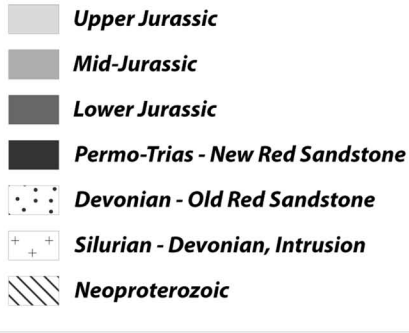 Upper Jurassic
Mid-Jurassic
Lower Jurassic
Permo-Trias - New Red Sandstone
Devonian - Old Red Sandstone
Silurian - Devonian, Intrusion
Neoproterozoic